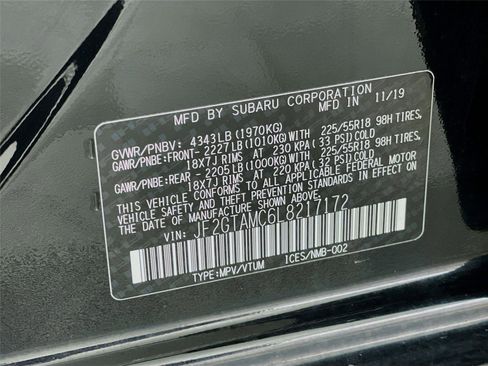 MFD BY SUBARU CORPORATION IN 11/19
GVWR/PNBV: 4343LB (1970KG)
GAWR/PNBE:FRONT- 2227LB(1010KG)WITH 225/55R18 98H TIRES,
18X7J RIMS AT 230 KPA ( 33 PSI)COLD
GAWR/PNBE:REAR - 2205LB(1000KG)WITH 225/55R18 98H TIRES,
18X7J RIMS AT 220 KPA ( 32 PSI)COLD
THIS VEHICLE CONFORMS TO ALL APPLICABLE FEDERAL MOTOR
VEHICLE SAFETY AND THEFT PREVENTION STANDARDS
IN EFFECT ON THE DATE OF MANUFACTURE SHOWN ABOVE.
VIN: JF2GTAMC6L8217172
TYPE:MPV/VTUM ICES/NMB-002